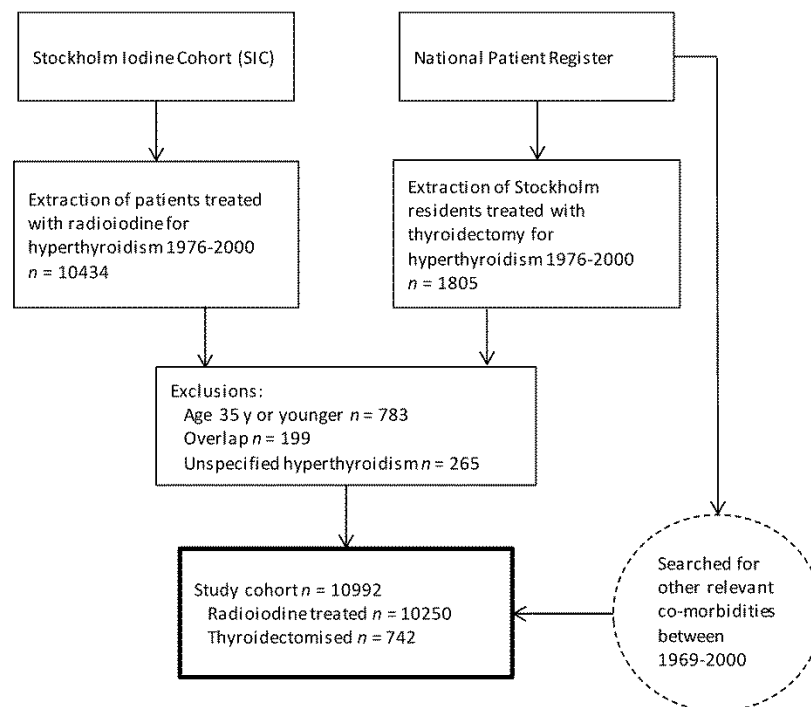 Stockholm Iodine Cohort (SIC)
National Patient Register
Extraction of patients treated
with radioiodine for
hyperthyroidism 1976-2000
n = 10434
Extraction of Stockholm
residents treated with
thyroidectomy for
hyperthyroidism 1976-2000
n = 1805
Exclusions:
Age 35 y or younger n = 783
Overlap n = 199
Unspecified hyperthyroidism n = 265
Study cohort n = 10992
Radioiodine treated n = 10250
Thyroidectomised n = 742
Searched for
other relevant
co-morbidities
between
1969-2000